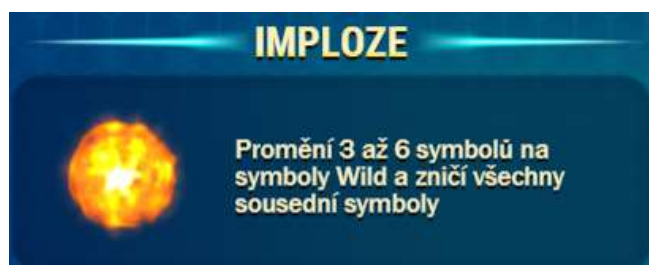 IMPLOZE
Promění 3 až 6 symbolů na
symboly Wild a zničí všechny
sousední symboly